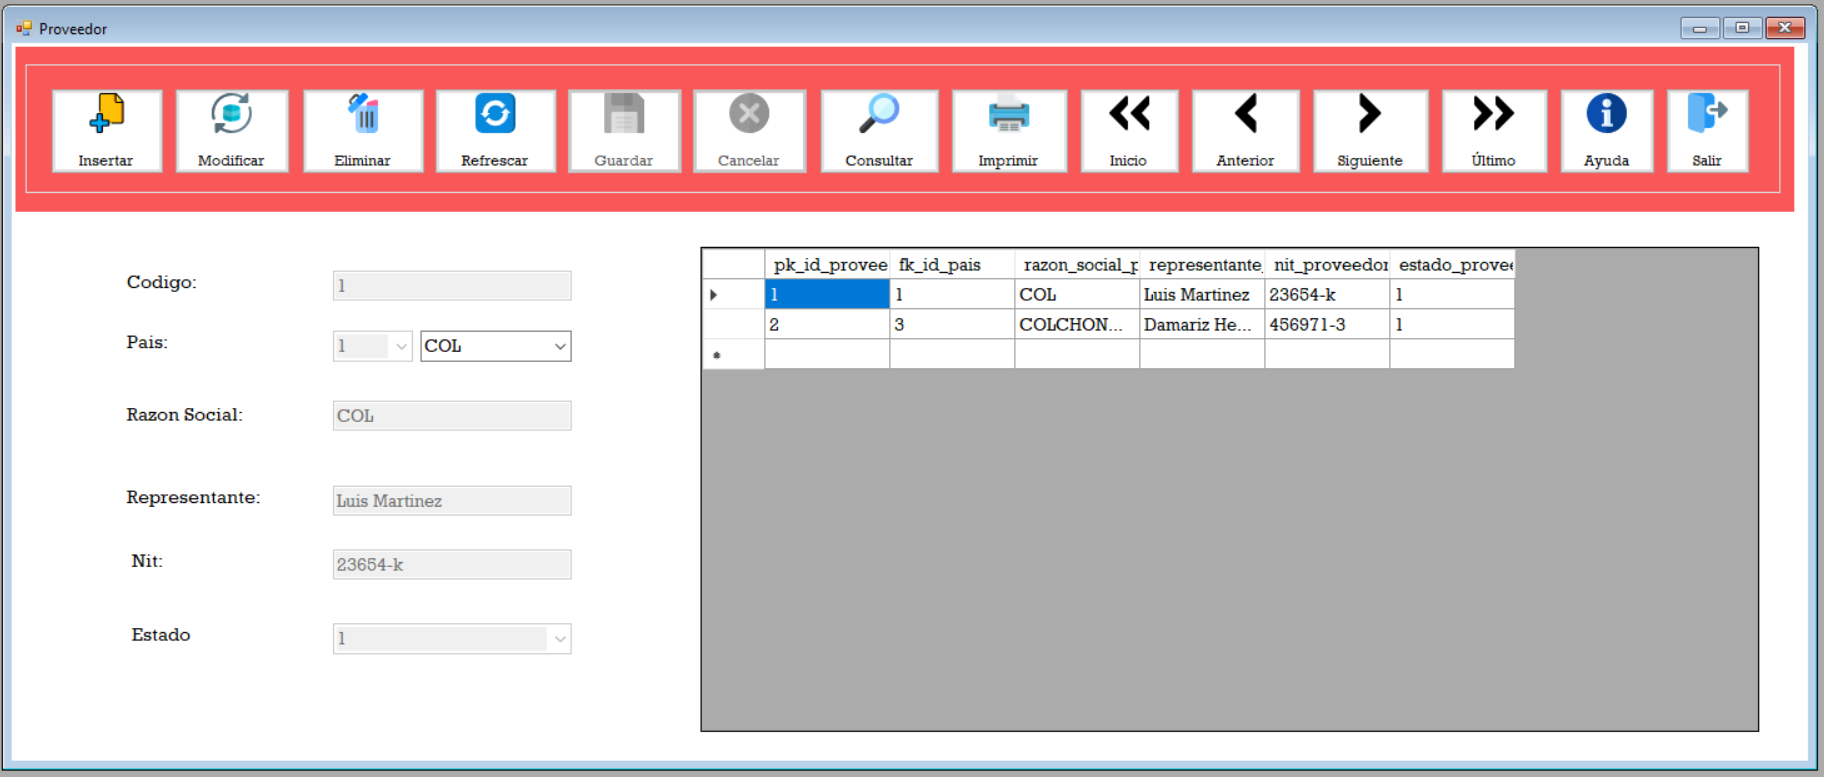 Proveedor
Insertar Modificar Eliminar Refrescar Guardar Cancelar Consultar Imprimir Inicio Anterior Siguiente Último Ayuda Salir
Codigo: 1
Pais: 1 COL
Razon Social: COL
Representante: Luis Martinez
Nit: 23654-k
Estado 1
pk_id_provee fk_id_pais razon_social_p representante_ nit_proveedor estado_provee
1 1 COL Luis Martinez 23654-k 1
2 3 COLCHON... Damariz He... 456971-3 1